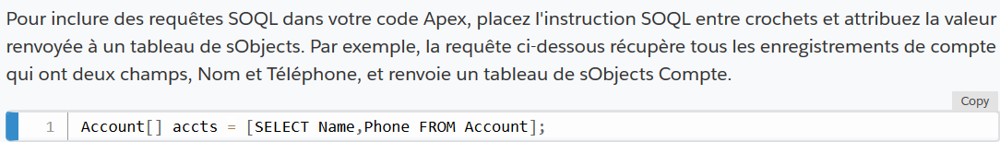 Pour inclure des requêtes SOQL dans votre code Apex, placez l'instruction SOQL entre crochets et attribuez la valeur
renvoyée à un tableau de sObjects. Par exemple, la requête ci-dessous récupère tous les enregistrements de compte
qui ont deux champs, Nom et Téléphone, et renvoie un tableau de sObjects Compte.
Copy
1 Account[] accts = [SELECT Name,Phone FROM Account];